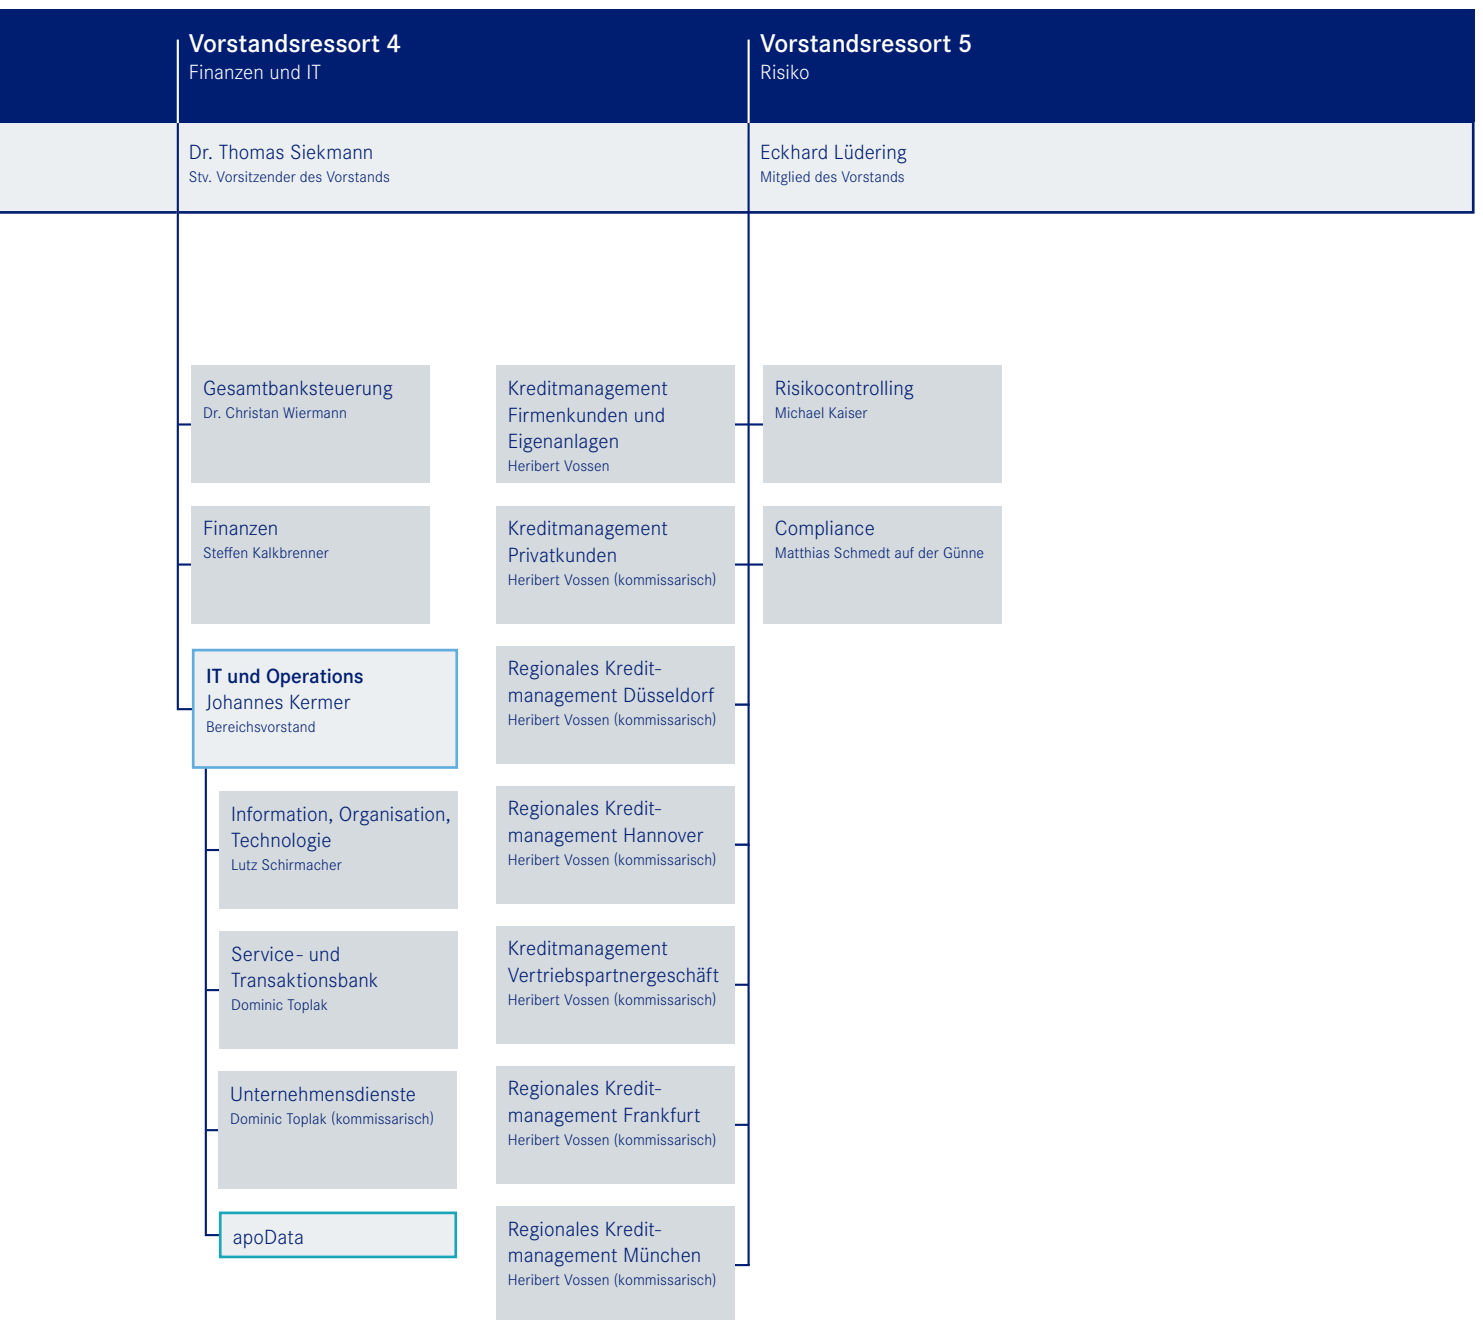 Vorstandsressort 4
Finanzen und IT
Dr. Thomas Siekmann
Stv. Vorsitzender des Vorstands
Gesamtbanksteuerung
Dr. Christan Wiermann
Finanzen
Steffen Kalkbrenner
IT und Operations
Johannes Kermer
Bereichsvorstand
Information, Organisation,
Technologie
Lutz Schirmacher
Service- und
Transaktionsbank
Dominic Toplak
Unternehmensdienste
Dominic Toplak (kommissarisch)
apoData
Vorstandsressort 5
Risiko
Eckhard Lüdering
Mitglied des Vorstands
Kreditmanagement
Firmenkunden und
Eigenanlagen
Heribert Vossen
Kreditmanagement
Privatkunden
Heribert Vossen (kommissarisch)
Regionales Kredit-
management Düsseldorf
Heribert Vossen (kommissarisch)
Regionales Kredit-
management Hannover
Heribert Vossen (kommissarisch)
Kreditmanagement
Vertriebspartnergeschäft
Heribert Vossen (kommissarisch)
Regionales Kredit-
management Frankfurt
Heribert Vossen (kommissarisch)
Regionales Kredit-
management München
Heribert Vossen (kommissarisch)
Risikocontrolling
Michael Kaiser
Compliance
Matthias Schmedt auf der Günne